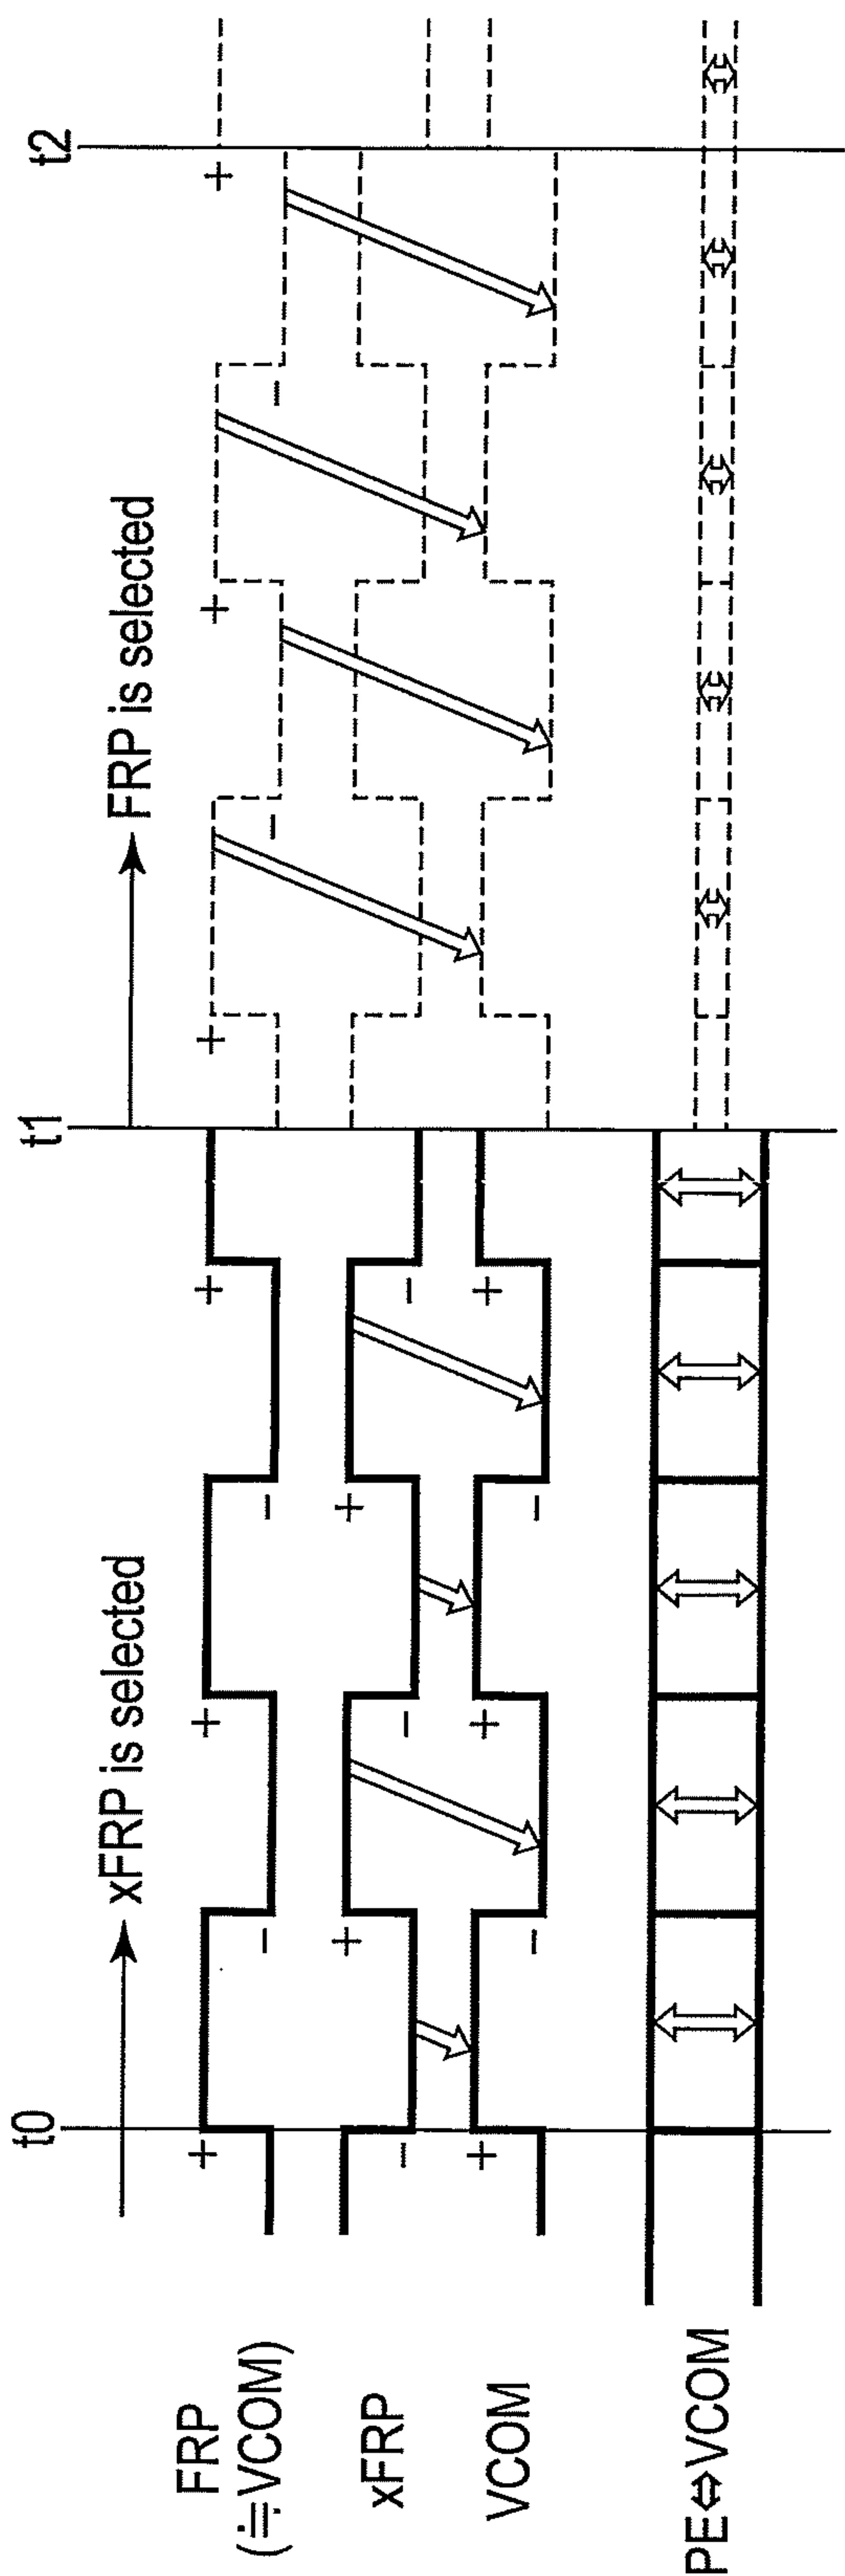 t0
t1
t2
xFRP is selected
FRP is selected
FRP
(≒VCOM)
+ − + − + + − + − +
xFRP
− + − + −
VCOM
+ − + − +
PE⇔VCOM